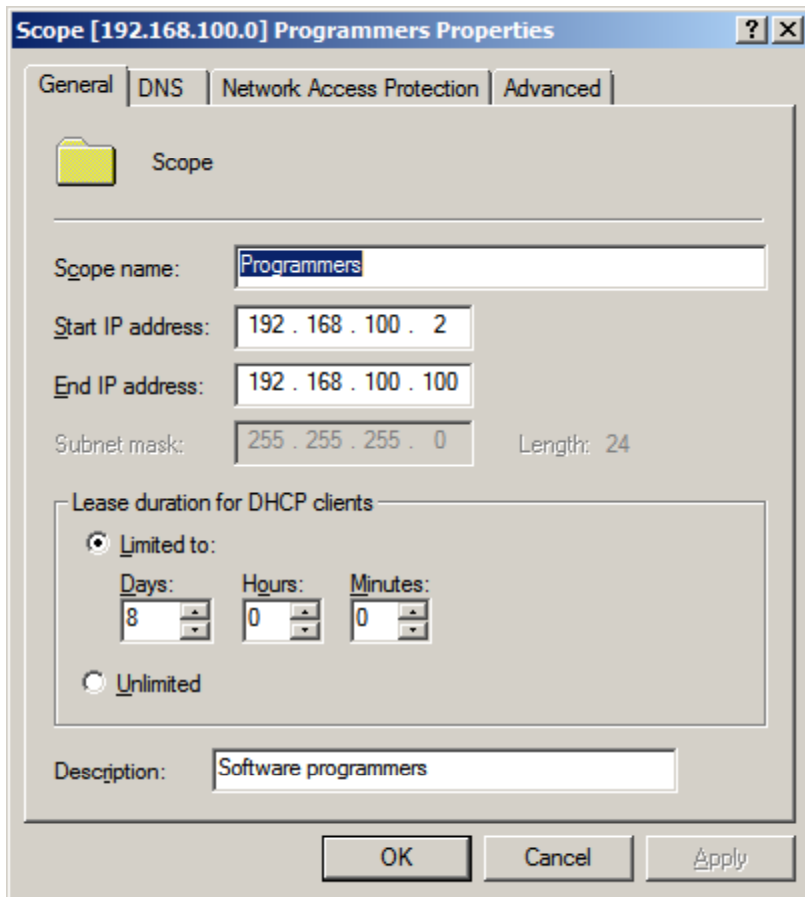 Scope [192.168.100.0] Programmers Properties ? X
General DNS Network Access Protection Advanced
Scope
Scope name: Programmers
Start IP address: 192 . 168 . 100 . 2
End IP address: 192 . 168 . 100 . 100
Subnet mask: 255 . 255 . 255 . 0 Length: 24
Lease duration for DHCP clients
Limited to:
Days: Hours: Minutes:
8 0 0
Unlimited
Description: Software programmers
OK Cancel Apply